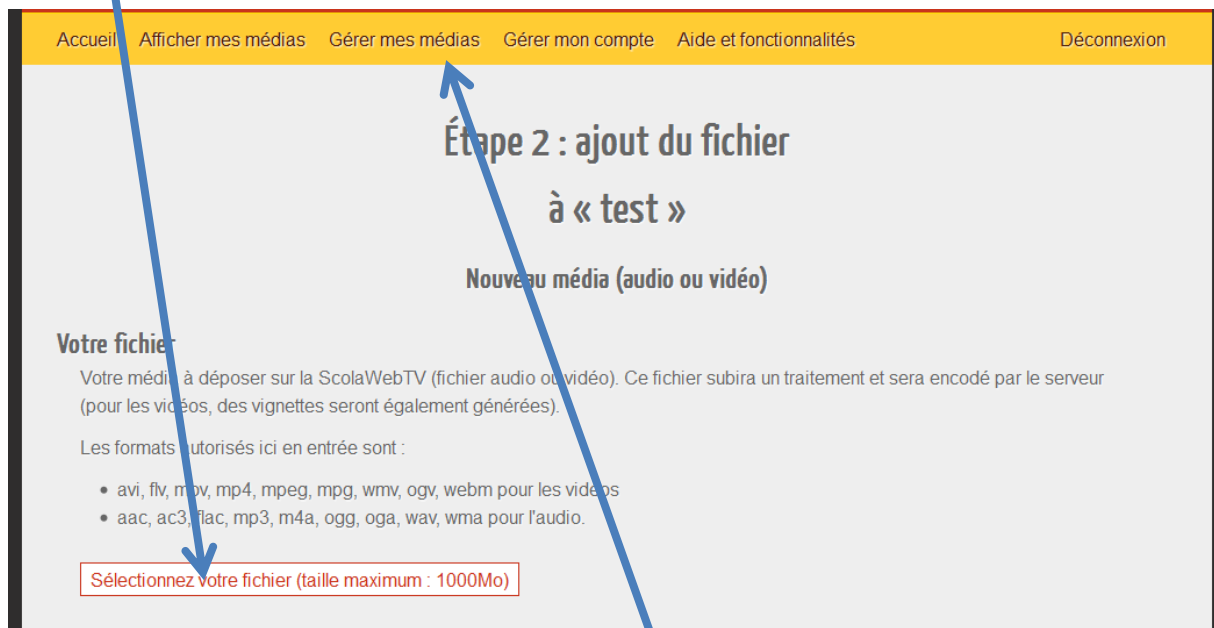 Accueil Afficher mes médias Gérer mes médias Gérer mon compte Aide et fonctionnalités Déconnexion
Étape 2 : ajout du fichier
à « test »
Nouveau média (audio ou vidéo)
Votre fichier
Votre média à déposer sur la ScolaWebTV (fichier audio ou vidéo). Ce fichier subira un traitement et sera encodé par le serveur
(pour les vidéos, des vignettes seront également générées).
Les formats autorisés ici en entrée sont :
• avi, flv, mov, mp4, mpeg, mpg, wmv, ogv, webm pour les vidéos
• aac, ac3, flac, mp3, m4a, ogg, oga, wav, wma pour l'audio.
Sélectionnez votre fichier (taille maximum : 1000Mo)